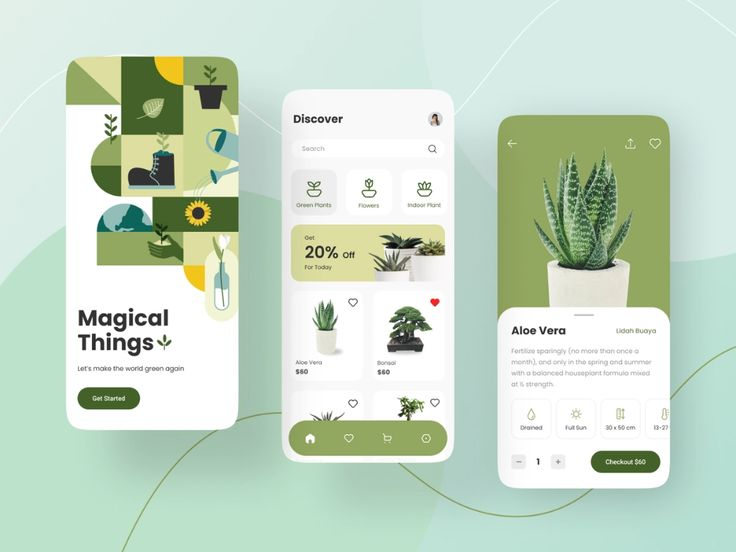 Magical
Things
Let's make the world green again
Get Started
Discover
Search
Green Plants
Flowers
Indoor Plant
Get
20% Off
For Today
Aloe Vera
$60
Bonsai
$60
Aloe Vera
Lidah Buaya
Fertilize sparingly (no more than once a
month), and only in the spring and summer
with a balanced houseplant formula mixed
at ½ strength.
Drained
Full Sun
30 x 50 cm
13-27
1
Checkout $60